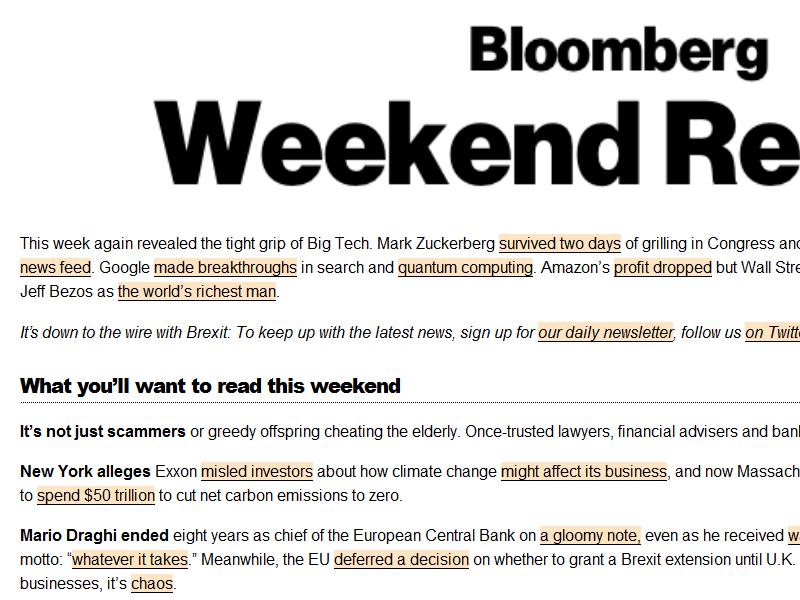 Bloomberg
Weekend Re
This week again revealed the tight grip of Big Tech. Mark Zuckerberg survived two days of grilling in Congress and
news feed. Google made breakthroughs in search and quantum computing. Amazon’s profit dropped but Wall Stre
Jeff Bezos as the world’s richest man.
It’s down to the wire with Brexit: To keep up with the latest news, sign up for our daily newsletter, follow us on Twitt
What you’ll want to read this weekend
It’s not just scammers or greedy offspring cheating the elderly. Once-trusted lawyers, financial advisers and ban
New York alleges Exxon misled investors about how climate change might affect its business, and now Massach
to spend $50 trillion to cut net carbon emissions to zero.
Mario Draghi ended eight years as chief of the European Central Bank on a gloomy note, even as he received w
motto: “whatever it takes.” Meanwhile, the EU deferred a decision on whether to grant a Brexit extension until U.K.
businesses, it’s chaos.